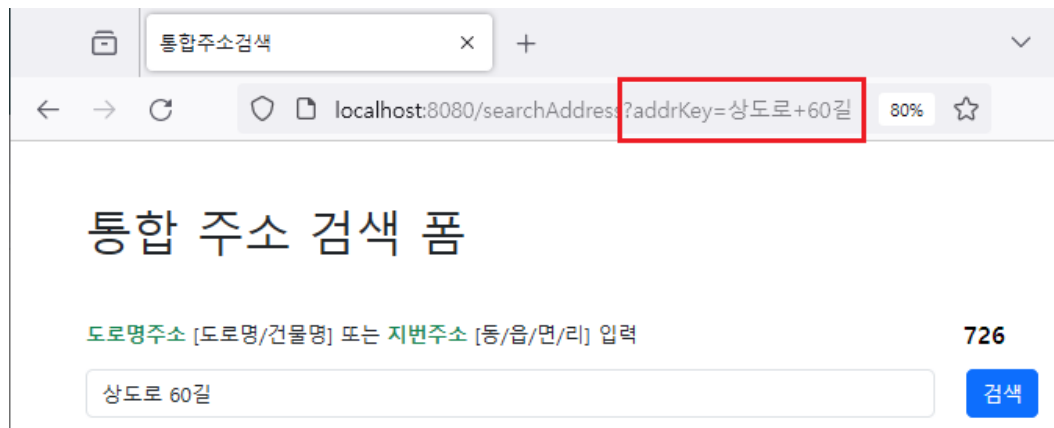 통합주소검색
localhost:8080/searchAddress?addrKey=상도로+60길 80%
통합 주소 검색 폼
도로명주소 [도로명/건물명] 또는 지번주소 [동/읍/면/리] 입력 726
상도로 60길 검색